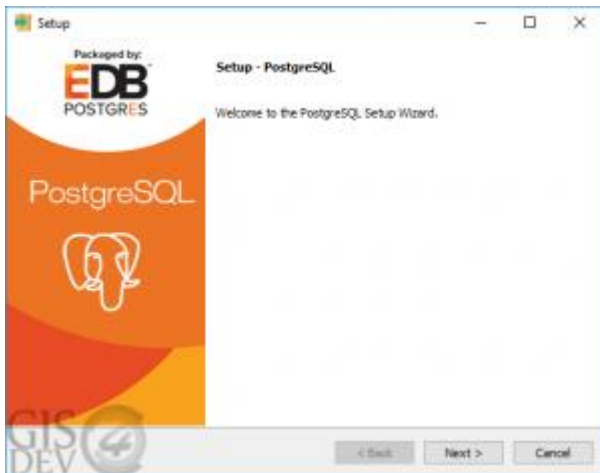 Setup
Packaged by:
EDB
POSTGRES
Setup - PostgreSQL
Welcome to the PostgreSQL Setup Wizard.
PostgreSQL
GIS 4
DEV
< Back
Next >
Cancel